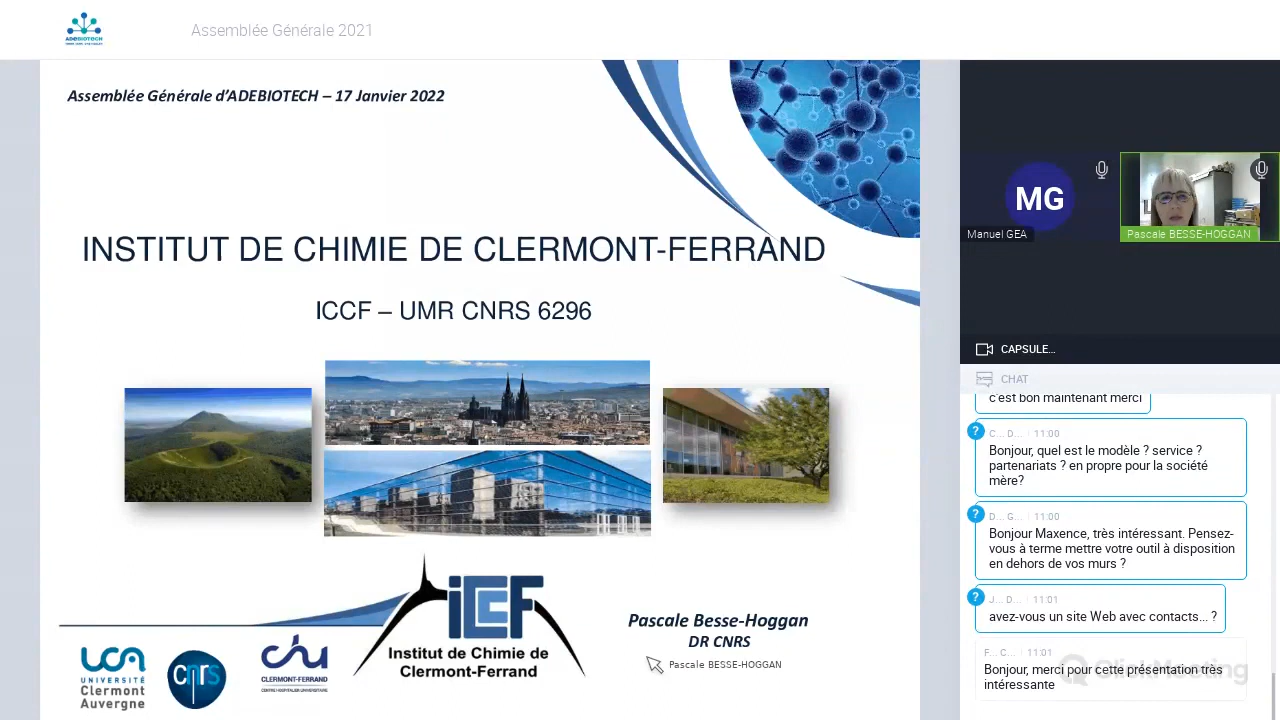 ADEBIOTECH
Assemblée Générale 2021
Assemblée Générale d'ADEBIOTECH – 17 Janvier 2022
INSTITUT DE CHIMIE DE CLERMONT-FERRAND
ICCF – UMR CNRS 6296
UCA
UNIVERSITÉ
Clermont
Auvergne
cnrs
chu
CLERMONT-FERRAND
CENTRE HOSPITALIER UNIVERSITAIRE
iCCF
Institut de Chimie de
Clermont-Ferrand
Pascale Besse-Hoggan
DR CNRS
Pascale BESSE-HOGGAN
MG
Manuel GEA
Pascale BESSE-HOGGAN
CAPSULE...
CHAT
c'est bon maintenant merci
?
C... D... 11:00
Bonjour, quel est le modèle ? service ?
partenariats ? en propre pour la société
mère?
?
D... G... 11:00
Bonjour Maxence, très intéressant. Pensez-
vous à terme mettre votre outil à disposition
en dehors de vos murs ?
?
J... D... 11:01
avez-vous un site Web avec contacts... ?
F... C... 11:01
Bonjour, merci pour cette présentation très
intéressante
ClickMeeting